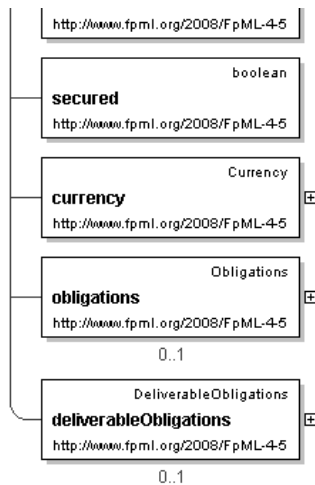 http://www.fpml.org/2008/FpML-4-5
boolean
secured
http://www.fpml.org/2008/FpML-4-5
Currency
currency
http://www.fpml.org/2008/FpML-4-5
Obligations
obligations
http://www.fpml.org/2008/FpML-4-5
0..1
DeliverableObligations
deliverableObligations
http://www.fpml.org/2008/FpML-4-5
0..1